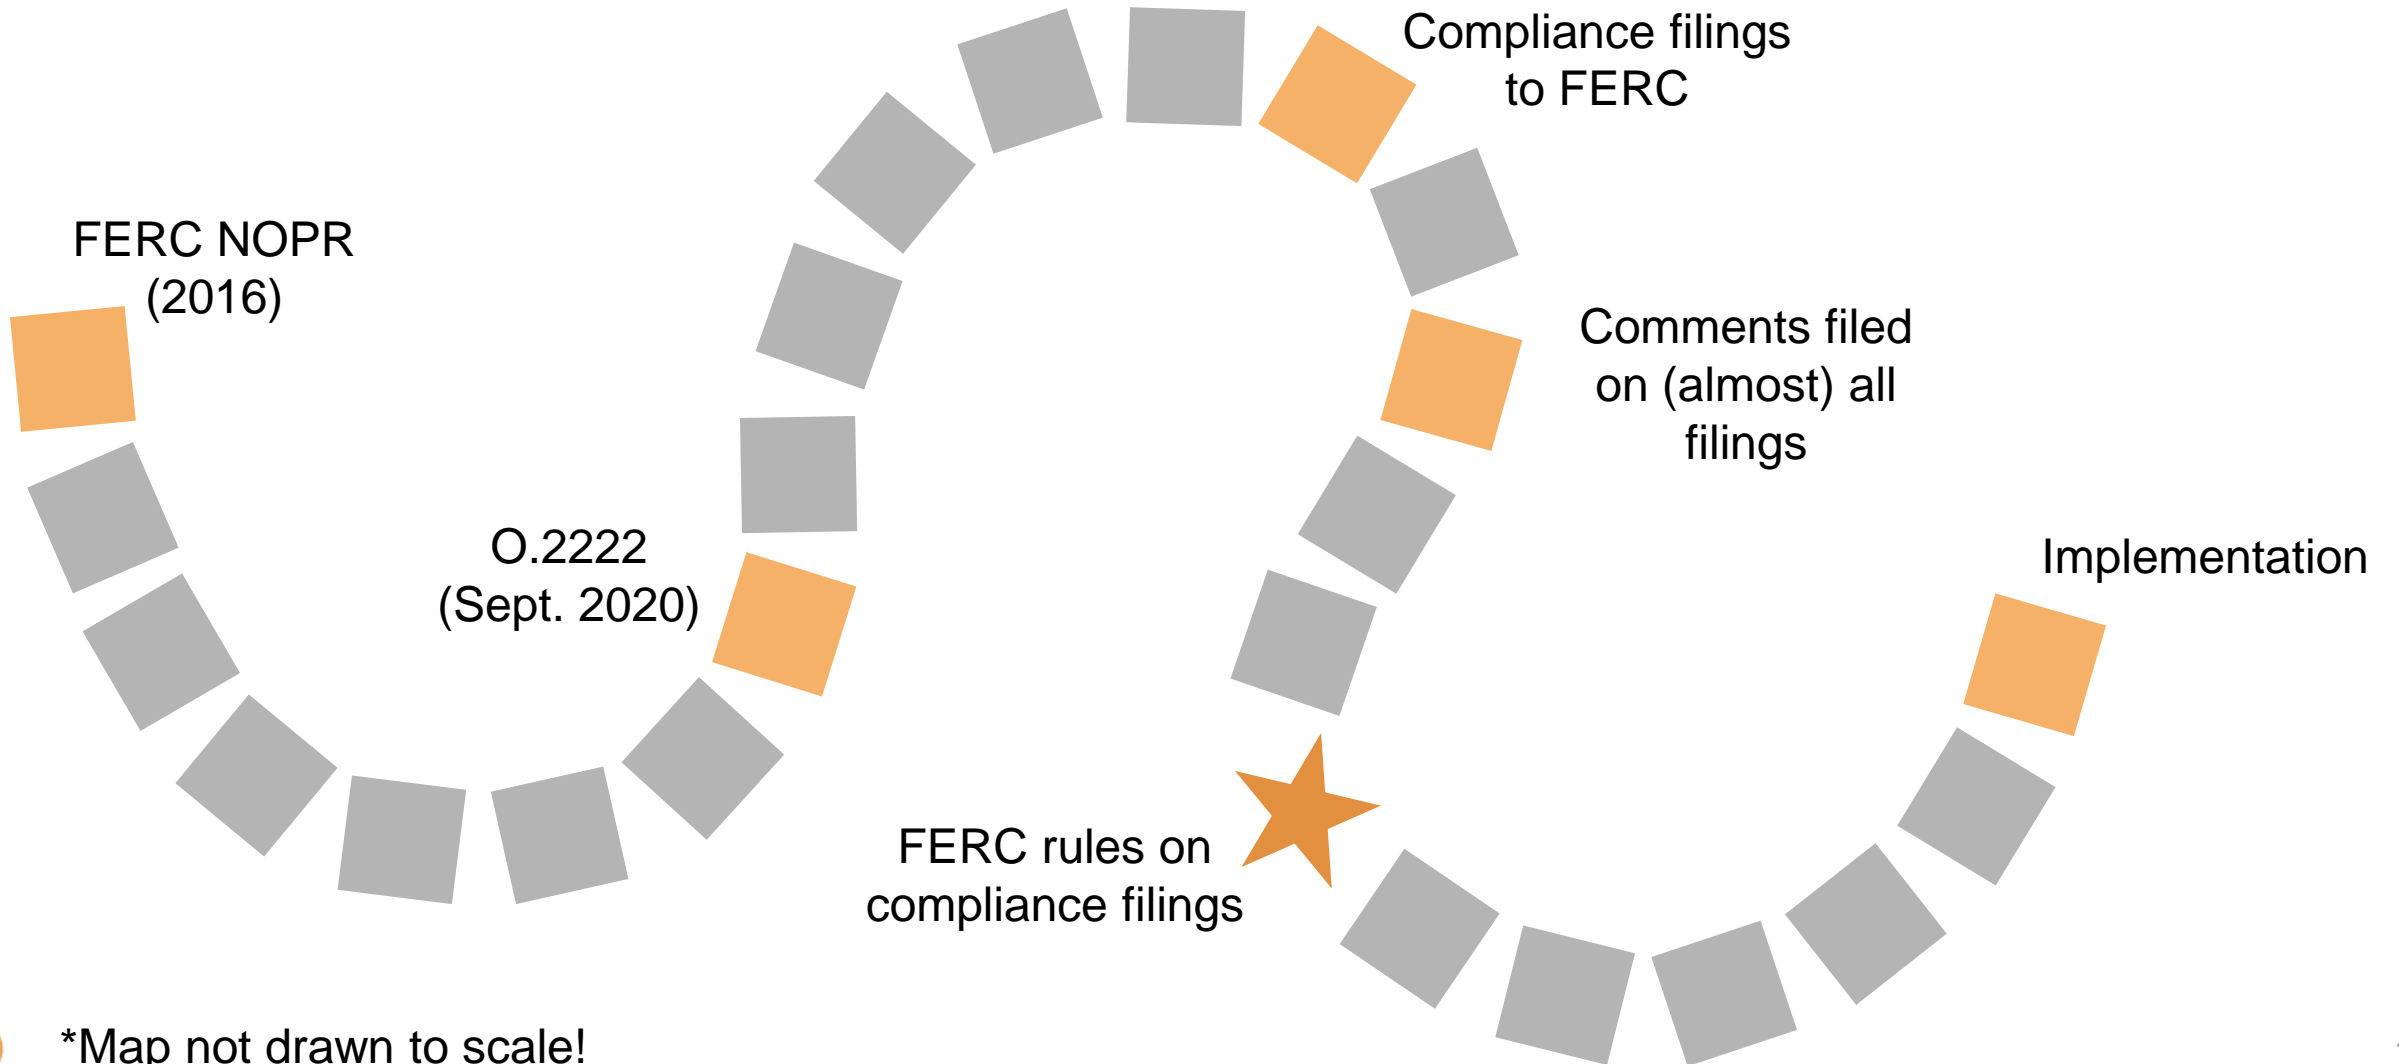 FERC NOPR
(2016)
O.2222
(Sept. 2020)
Compliance filings
to FERC
Comments filed
on (almost) all
filings
FERC rules on
compliance filings
Implementation
*Map not drawn to scale!